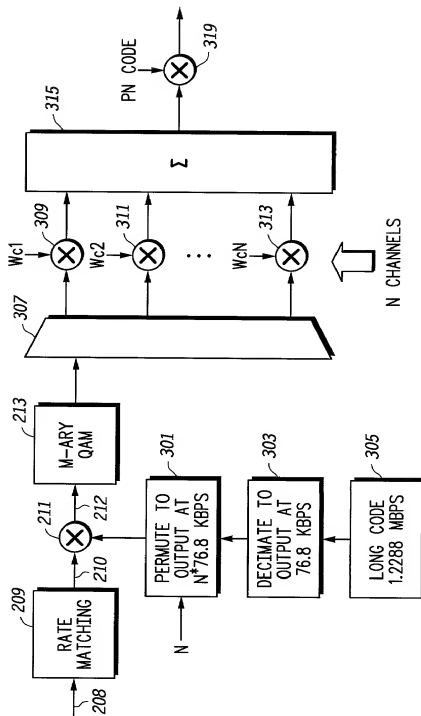 208
209
RATE
MATCHING
210
211
212
213
M-ARY
QAM
N
301
PERMUTE TO
OUTPUT AT
N*76.8 KBPS
303
DECIMATE TO
OUTPUT AT
76.8 KBPS
305
LONG CODE
1.2288 MBPS
307
Wc1
309
Wc2
311
...
WcN
313
N CHANNELS
315
Σ
PN CODE
319